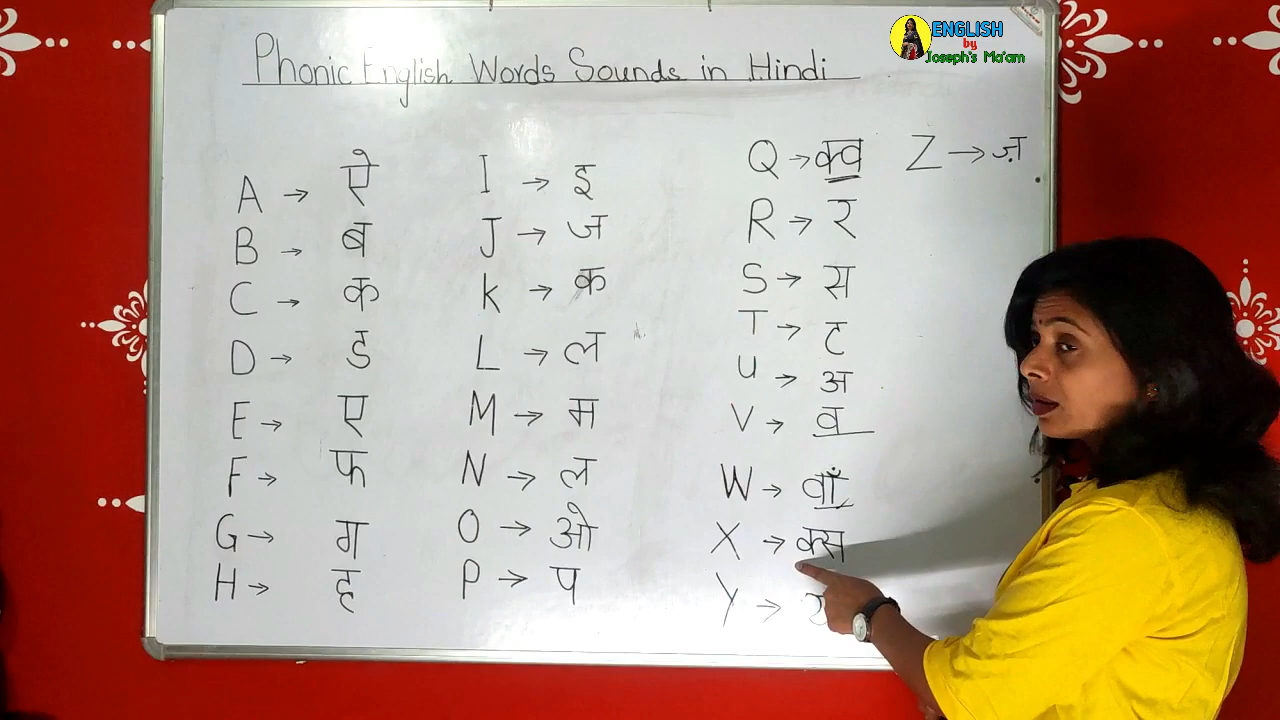 ENGLISH
by
Joseph's Ma'am
Phonic English Words Sounds in Hindi
A → ऐ
B → ब
C → क
D → ड
E → ए
F → फ
G → ग
H → ह
I → इ
J → ज
K → क
L → ल
M → म
N → ल
O → ओ
P → प
Q → क्व
R → र
S → स
T → ट
U → अ
V → व
W → वॉं
X → क्स
Y →
Z → ज़